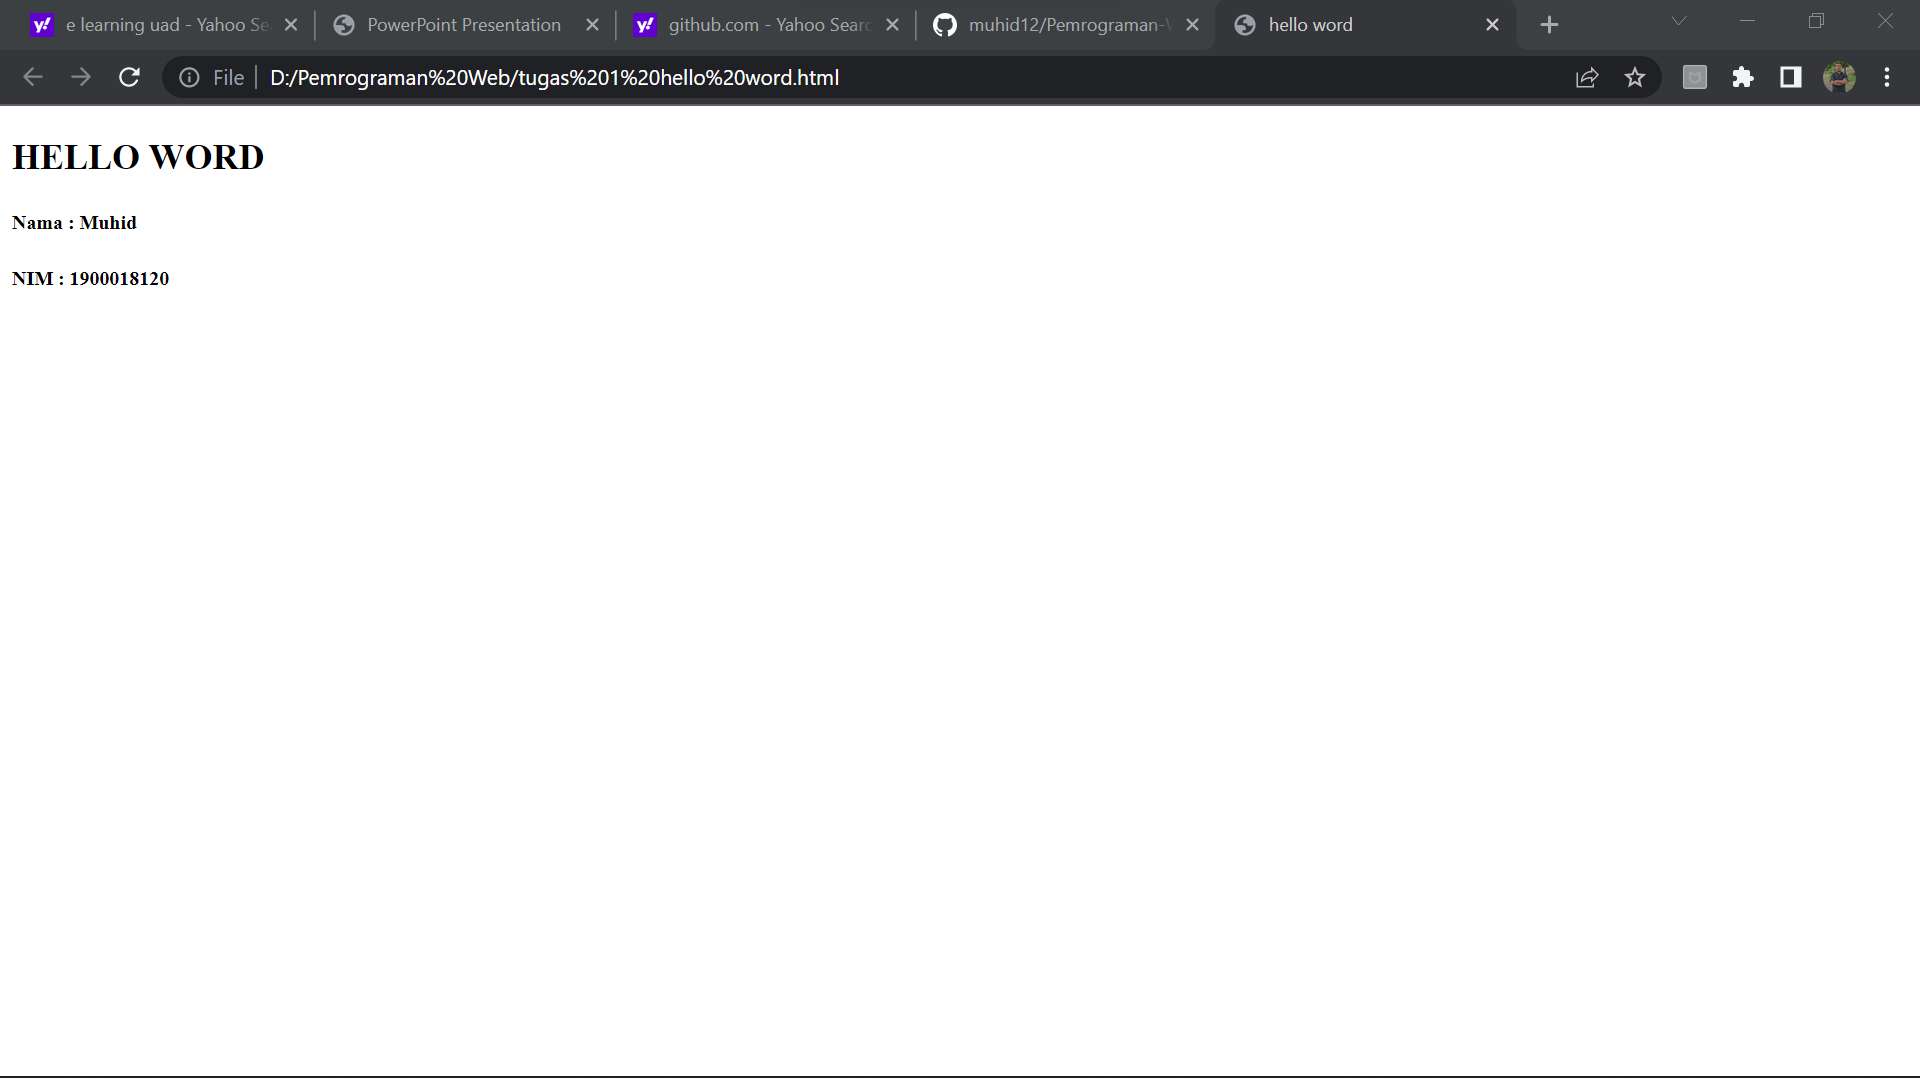 e learning uad - Yahoo Se
PowerPoint Presentation
github.com - Yahoo Searc
muhid12/Pemrograman-W
hello word
File
D:/Pemrograman%20Web/tugas%201%20hello%20word.html
HELLO WORD
Nama : Muhid
NIM : 1900018120